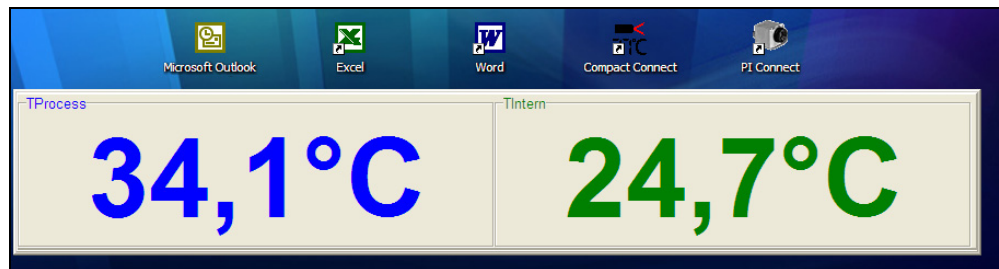 Microsoft Outlook
Excel
Word
Compact Connect
PI Connect
TProcess
TIntern
34,1°C
24,7°C